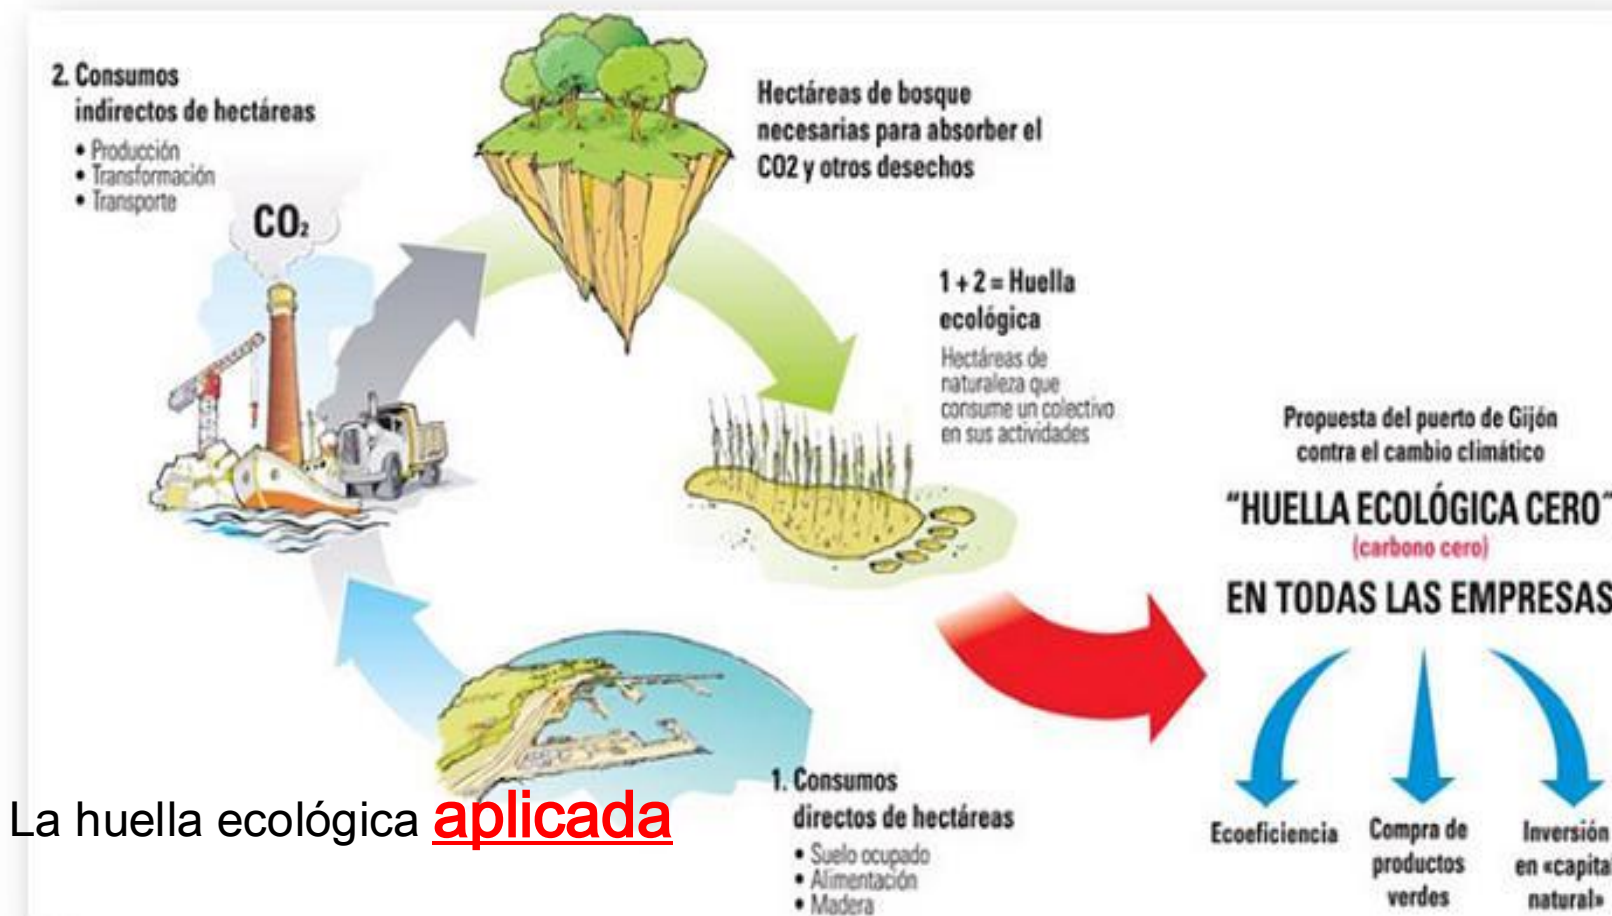 2. Consumos
indirectos de hectáreas
• Producción
• Transformación
• Transporte
CO₂
Hectáreas de bosque
necesarias para absorber el
CO2 y otros desechos
1 + 2 = Huella
ecológica
Hectáreas de
naturaleza que
consume un colectivo
en sus actividades
Propuesta del puerto de Gijón
contra el cambio climático
"HUELLA ECOLÓGICA CERO"
(carbono cero)
EN TODAS LAS EMPRESAS
Ecoeficiencia
Compra de
productos
verdes
Inversión
en «capital
natural»
1. Consumos
directos de hectáreas
• Suelo ocupado
• Alimentación
• Madera
La huella ecológica aplicada